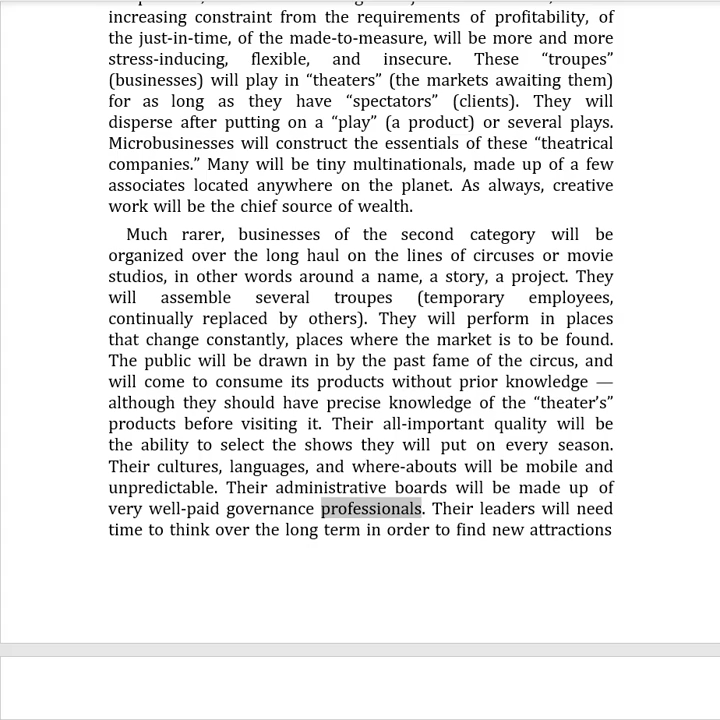 increasing constraint from the requirements of profitability, of
the just-in-time, of the made-to-measure, will be more and more
stress-inducing, flexible, and insecure. These “troupes”
(businesses) will play in “theaters” (the markets awaiting them)
for as long as they have “spectators” (clients). They will
disperse after putting on a “play” (a product) or several plays.
Microbusinesses will construct the essentials of these “theatrical
companies.” Many will be tiny multinationals, made up of a few
associates located anywhere on the planet. As always, creative
work will be the chief source of wealth.
Much rarer, businesses of the second category will be
organized over the long haul on the lines of circuses or movie
studios, in other words around a name, a story, a project. They
will assemble several troupes (temporary employees,
continually replaced by others). They will perform in places
that change constantly, places where the market is to be found.
The public will be drawn in by the past fame of the circus, and
will come to consume its products without prior knowledge —
although they should have precise knowledge of the “theater’s”
products before visiting it. Their all-important quality will be
the ability to select the shows they will put on every season.
Their cultures, languages, and where-abouts will be mobile and
unpredictable. Their administrative boards will be made up of
very well-paid governance professionals. Their leaders will need
time to think over the long term in order to find new attractions